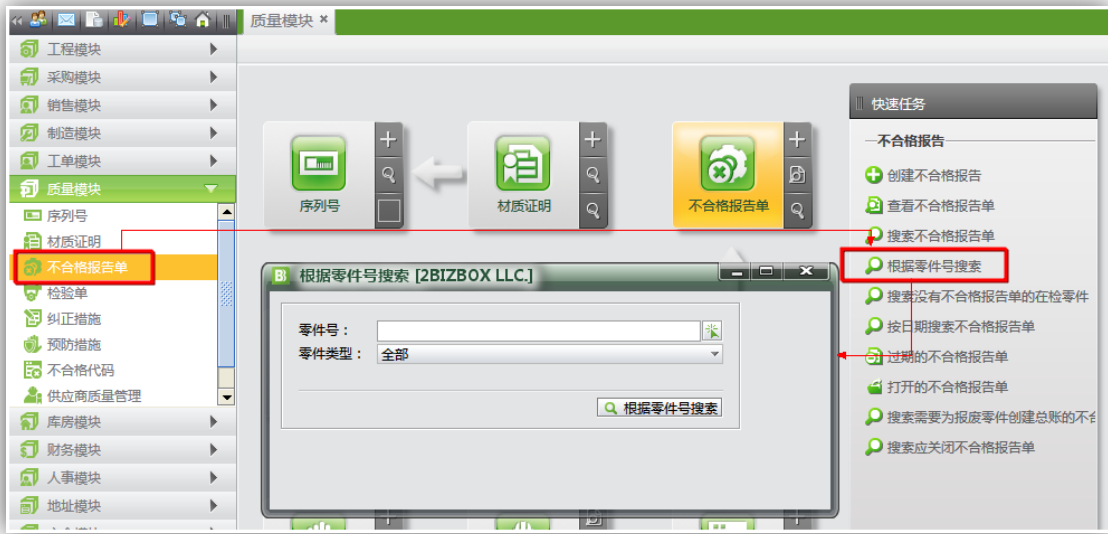 质量模块
工程模块
采购模块
销售模块
制造模块
工单模块
质量模块
序列号
材质证明
不合格报告单
检验单
纠正措施
预防措施
不合格代码
供应商质量管理
库房模块
财务模块
人事模块
地址模块
序列号
材质证明
不合格报告单
根据零件号搜索 [2BIZBOX LLC.]
零件号：
零件类型：
全部
根据零件号搜索
快速任务
不合格报告
创建不合格报告
查看不合格报告单
搜索不合格报告单
根据零件号搜索
搜索没有不合格报告单的在检零件
按日期搜索不合格报告单
过期的不合格报告单
打开的不合格报告单
搜索需要为报废零件创建总账的不合
搜索应关闭不合格报告单